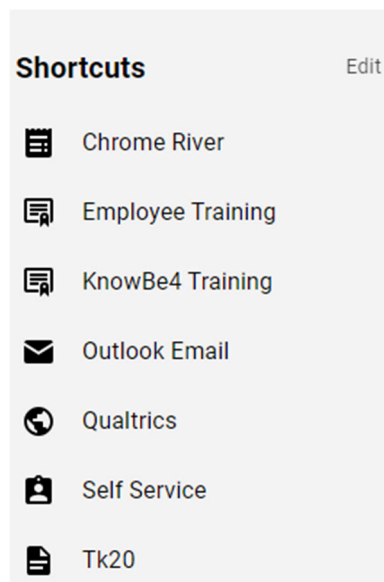 Shortcuts Edit
Chrome River
Employee Training
KnowBe4 Training
Outlook Email
Qualtrics
Self Service
Tk20